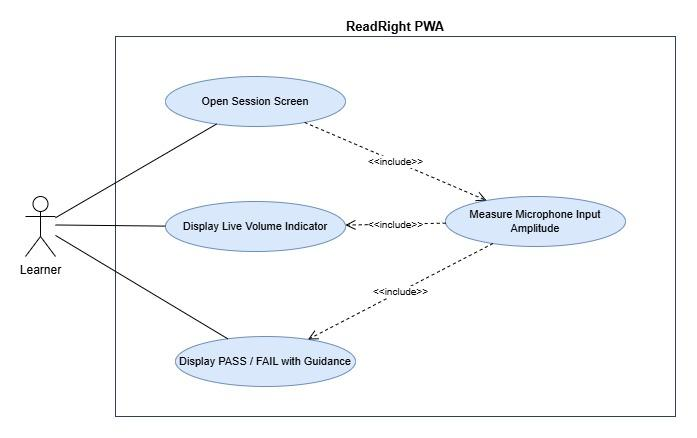 ReadRight PWA
Open Session Screen
<<include>>
Display Live Volume Indicator
<<include>>
Measure Microphone Input
Amplitude
Learner
<<include>>
Display PASS / FAIL with Guidance